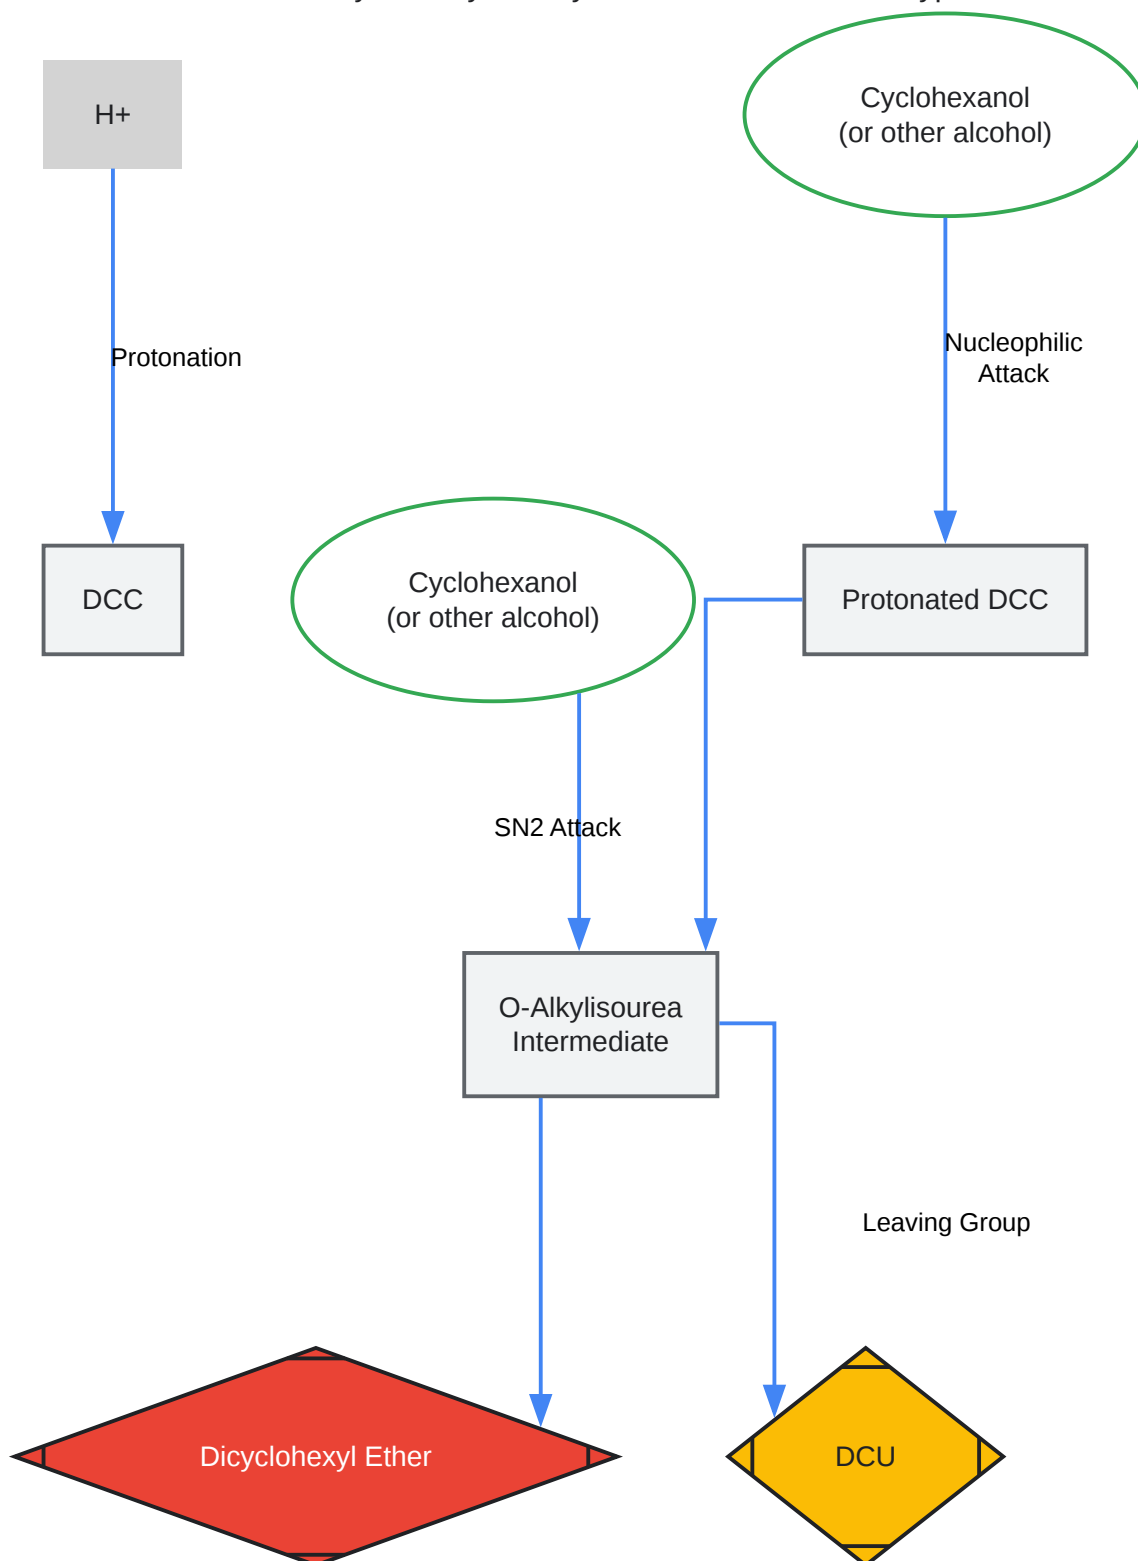 H+
Cyclohexanol
(or other alcohol)
Protonation
Nucleophilic
Attack
DCC
Cyclohexanol
(or other alcohol)
Protonated DCC
SN2 Attack
O-Alkylisourea
Intermediate
Leaving Group
Dicyclohexyl Ether
DCU